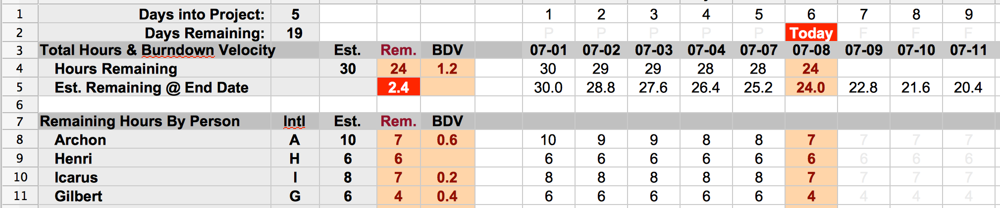 1 Days into Project: 5 1 2 3 4 5 6 7 8 9
2 Days Remaining: 19 P P P P P Today F F F
3 Total Hours & Burndown Velocity Est. Rem. BDV 07-01 07-02 07-03 07-04 07-07 07-08 07-09 07-10 07-11
4 Hours Remaining 30 24 1.2 30 29 29 28 28 24
5 Est. Remaining @ End Date 2.4 30.0 28.8 27.6 26.4 25.2 24.0 22.8 21.6 20.4
6
7 Remaining Hours By Person Intl Est. Rem. BDV
8 Archon A 10 7 0.6 10 9 9 8 8 7 7 7 7
9 Henri H 6 6 6 6 6 6 6 6 6 6 6
10 Icarus I 8 7 0.2 8 8 8 8 8 7 7 7 7
11 Gilbert G 6 4 0.4 6 6 6 6 6 4 4 4 4